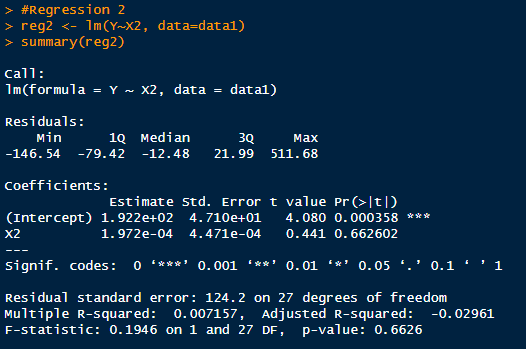 > #Regression 2
> reg2 <- lm(Y~X2, data=data1)
> summary(reg2)

Call:
lm(formula = Y ~ X2, data = data1)

Residuals:
    Min      1Q  Median      3Q     Max
-146.54  -79.42  -12.48   21.99  511.68

Coefficients:
             Estimate Std. Error t value Pr(>|t|)
(Intercept) 1.922e+02  4.710e+01   4.080 0.000358 ***
X2          1.972e-04  4.471e-04   0.441 0.662602
---
Signif. codes:  0 ‘***’ 0.001 ‘**’ 0.01 ‘*’ 0.05 ‘.’ 0.1 ‘ ’ 1

Residual standard error: 124.2 on 27 degrees of freedom
Multiple R-squared:  0.007157,  Adjusted R-squared:  -0.02961
F-statistic: 0.1946 on 1 and 27 DF,  p-value: 0.6626